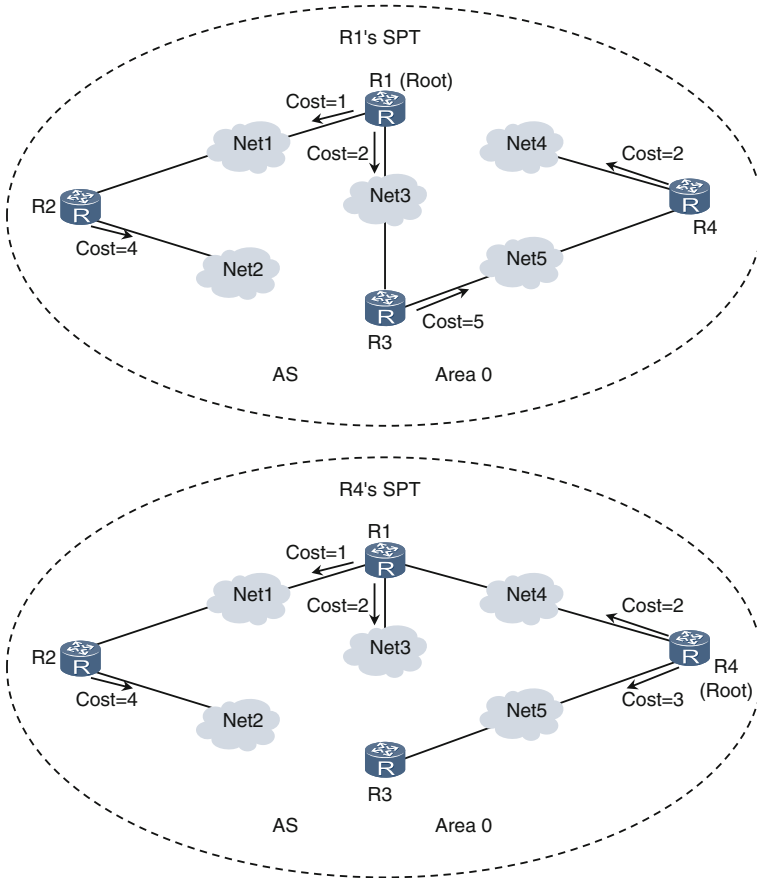 R1's SPT
R1 (Root)
Cost=1
Net1
Cost=2
Net4
Cost=2
R
R2
R
Net3
R
R4
Cost=4
Net2
Net5
R
Cost=5
R3
AS
Area 0
R4's SPT
R1
Cost=1
R
Net1
Cost=2
Net4
Cost=2
R2
R
Net3
R
R4
(Root)
Cost=4
Cost=3
Net2
Net5
R
R3
AS
Area 0